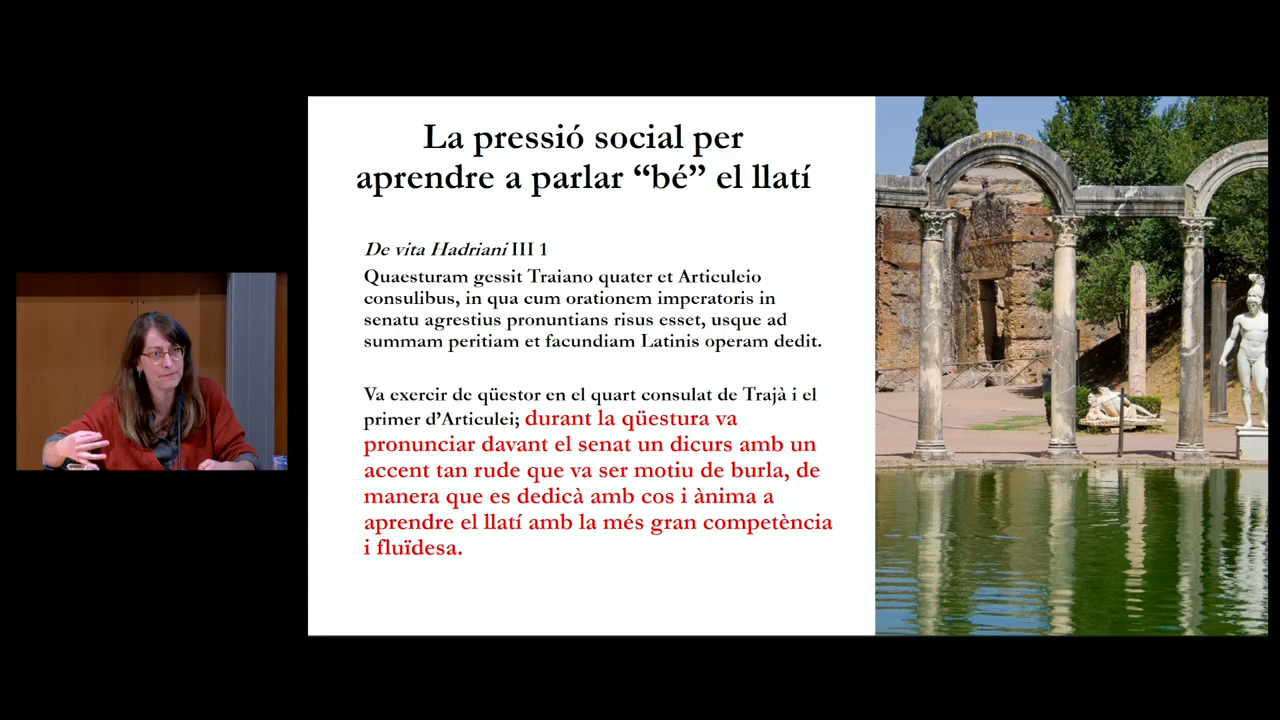 La pressió social per
aprendre a parlar “bé” el llatí
De vita Hadriani III 1
Quaesturam gessit Traiano quater et Articuleio
consulibus, in qua cum orationem imperatoris in
senatu agrestius pronuntians risus esset, usque ad
summam peritiam et facundiam Latinis operam dedit.
Va exercir de qüestor en el quart consulat de Trajà i el
primer d’Articulei; durant la qüestura va
pronunciar davant el senat un dicurs amb un
accent tan rude que va ser motiu de burla, de
manera que es dedicà amb cos i ànima a
aprendre el llatí amb la més gran competència
i fluïdesa.